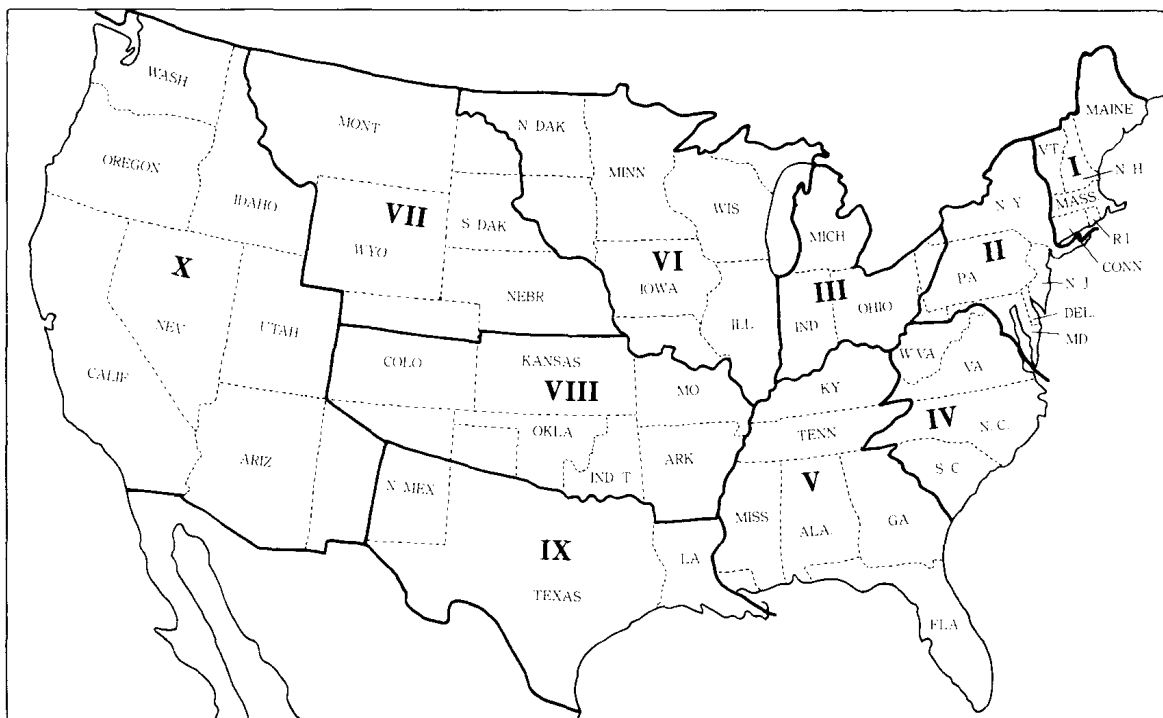 WASH
MONT
N DAK
MAINE
OREGON
MINN
VT.
I
N H
IDAHO
VII
WIS
MASS
N Y
S DAK
MICH
R I
WYO
X
VI
II
CONN
IOWA
III
PA
N J
NEBR
NEV
UTAH
ILL
IND
OHIO
DEL.
MD
COLO
KANSAS
W VA
VA
CALIF
VIII
MO
KY
IV
N.C.
OKLA
TENN
ARIZ
ARK
S C
IND T
N MEX
V
MISS
ALA
GA
IX
LA
TEXAS
FLA